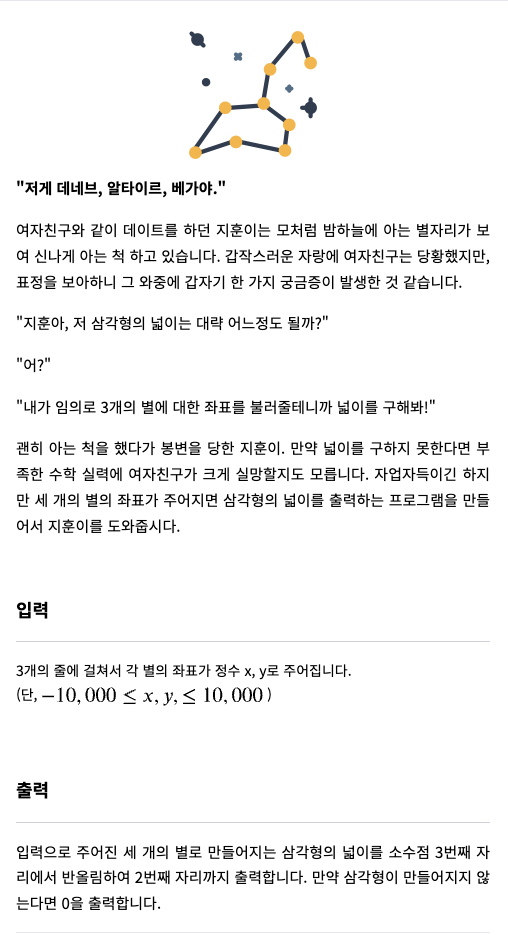 "저게 데네브, 알타이르, 베가야."
여자친구와 같이 데이트를 하던 지훈이는 모처럼 밤하늘에 아는 별자리가 보
여 신나게 아는 척 하고 있습니다. 갑작스러운 자랑에 여자친구는 당황했지만,
표정을 보아하니 그 와중에 갑자기 한 가지 궁금증이 발생한 것 같습니다.
"지훈아, 저 삼각형의 넓이는 대략 어느정도 될까?"
"어?"
"내가 임의로 3개의 별에 대한 좌표를 불러줄테니까 넓이를 구해봐!"
괜히 아는 척을 했다가 봉변을 당한 지훈이. 만약 넓이를 구하지 못한다면 부
족한 수학 실력에 여자친구가 크게 실망할지도 모릅니다. 자업자득이긴 하지
만 세 개의 별의 좌표가 주어지면 삼각형의 넓이를 출력하는 프로그램을 만들
어서 지훈이를 도와줍시다.
입력
3개의 줄에 걸쳐서 각 별의 좌표가 정수 x, y로 주어집니다.
(단, −10,000 ≤ x, y, ≤ 10,000 )
출력
입력으로 주어진 세 개의 별로 만들어지는 삼각형의 넓이를 소수점 3번째 자
리에서 반올림하여 2번째 자리까지 출력합니다. 만약 삼각형이 만들어지지 않
는다면 0을 출력합니다.